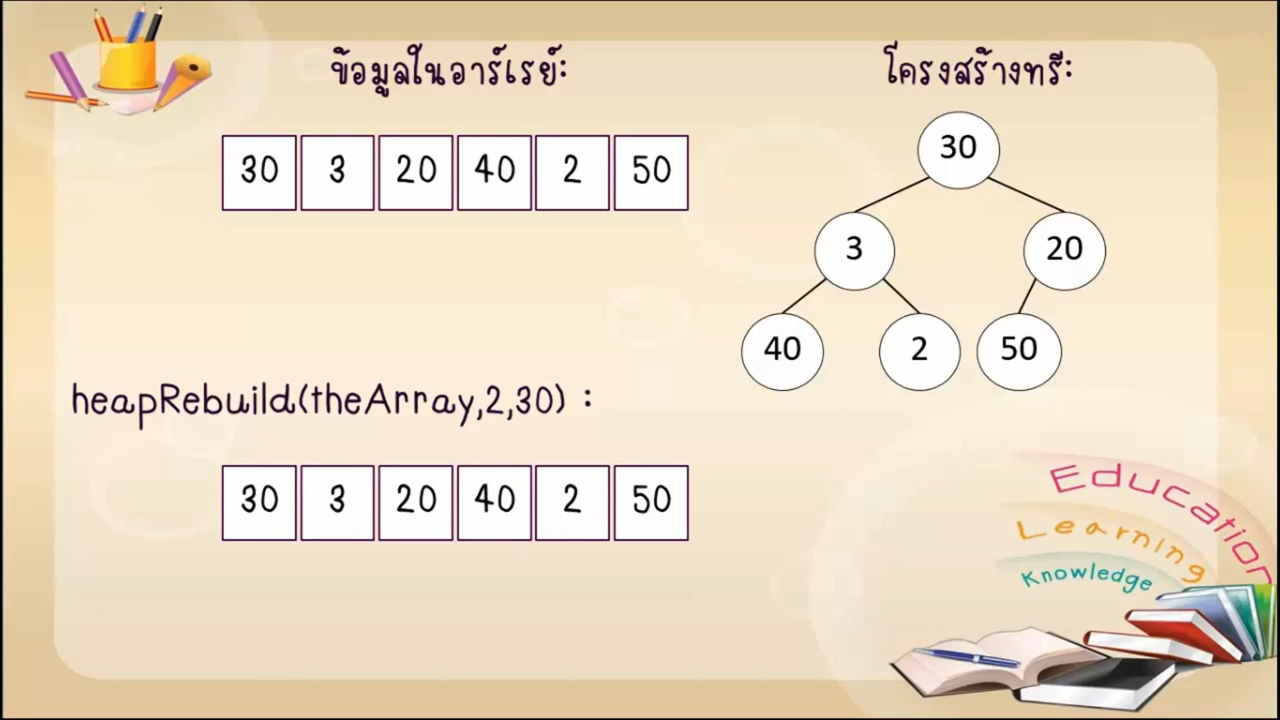 ข้อมูลในอาร์เรย์:
30 3 20 40 2 50
โครงสร้างทรี:
30
3 20
40 2 50
heapRebuild(theArray,2,30) :
30 3 20 40 2 50
Education
Learning
Knowledge